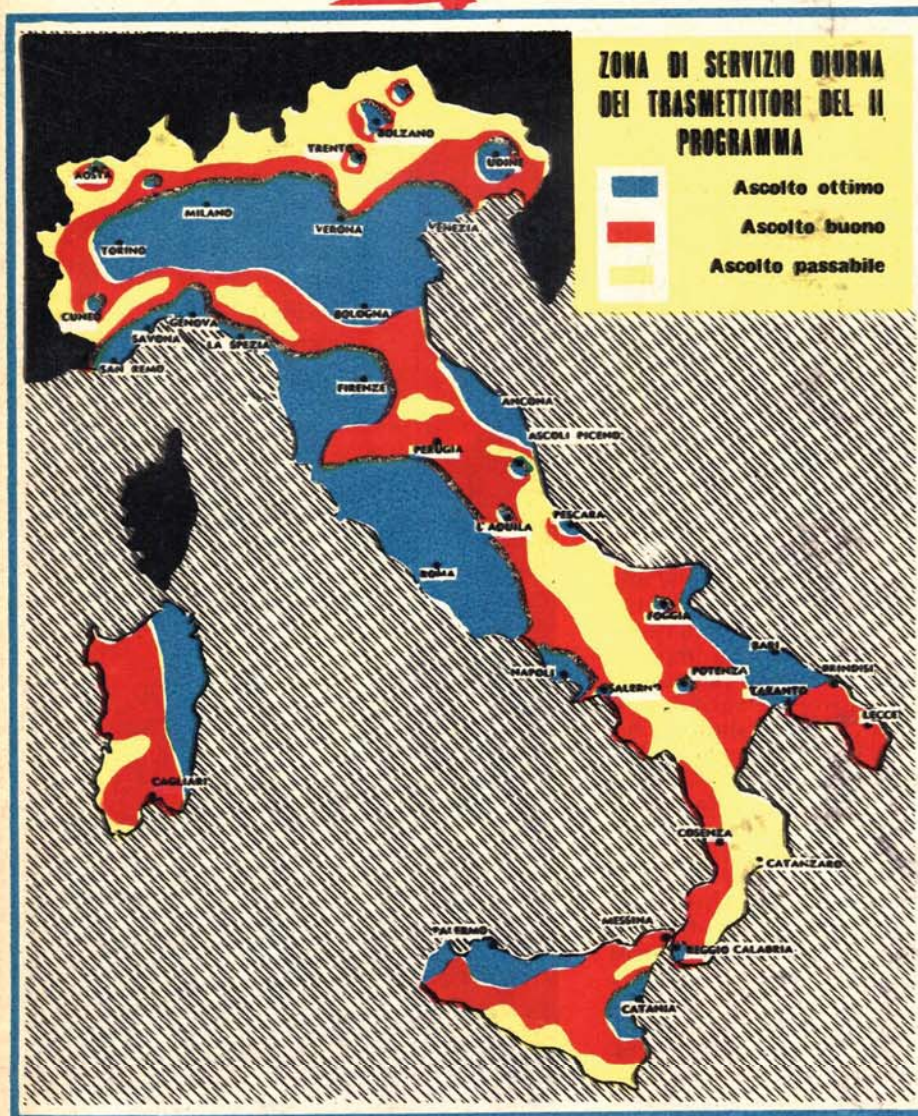 ZONA DI SERVIZIO DIURNA
DEI TRASMETTITORI DEL II
PROGRAMMA
Ascolto ottimo
Ascolto buono
Ascolto passabile
BOLZANO
TRENTO
UDINE
AOSTA
MILANO
VERONA
VENEZIA
TORINO
CUNEO
GENOVA
BOLOGNA
SAVONA
LA SPEZIA
SAN REMO
FIRENZE
ANCONA
ASCOLI PICENO
PERUGIA
PESCARA
L'AQUILA
ROMA
FOGGIA
BARI
NAPOLI
POTENZA
BRINDISI
SALERNO
TARANTO
LECCE
CAGLIARI
COSENZA
CATANZARO
MESSINA
PALERMO
REGGIO CALABRIA
CATANIA